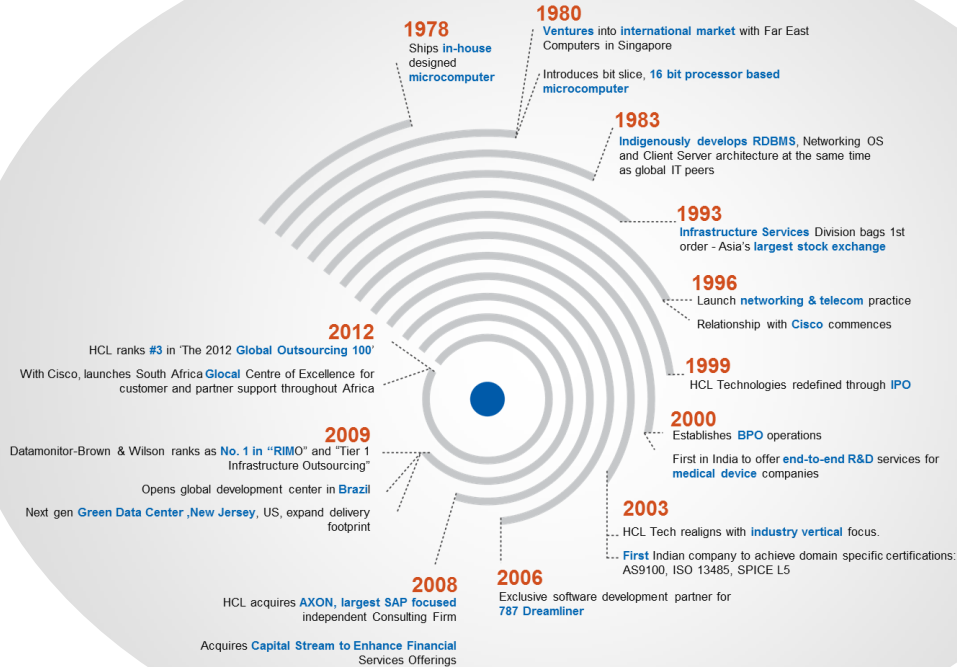 1978
Ships in-house
designed
microcomputer
1980
Ventures into international market with Far East
Computers in Singapore
Introduces bit slice, 16 bit processor based
microcomputer
1983
Indigenously develops RDBMS, Networking OS
and Client Server architecture at the same time
as global IT peers
1993
Infrastructure Services Division bags 1st
order - Asia's largest stock exchange
1996
Launch networking & telecom practice
Relationship with Cisco commences
1999
HCL Technologies redefined through IPO
2000
Establishes BPO operations
First in India to offer end-to-end R&D services for
medical device companies
2003
HCL Tech realigns with industry vertical focus.
First Indian company to achieve domain specific certifications:
AS9100, ISO 13485, SPICE L5
2006
Exclusive software development partner for
787 Dreamliner
2008
HCL acquires AXON, largest SAP focused
independent Consulting Firm
Acquires Capital Stream to Enhance Financial
Services Offerings
2009
Datamonitor-Brown & Wilson ranks as No. 1 in “RIMO” and “Tier 1
Infrastructure Outsourcing”
Opens global development center in Brazil
Next gen Green Data Center ,New Jersey, US, expand delivery
footprint
2012
HCL ranks #3 in ‘The 2012 Global Outsourcing 100’
With Cisco, launches South Africa Glocal Centre of Excellence for
customer and partner support throughout Africa